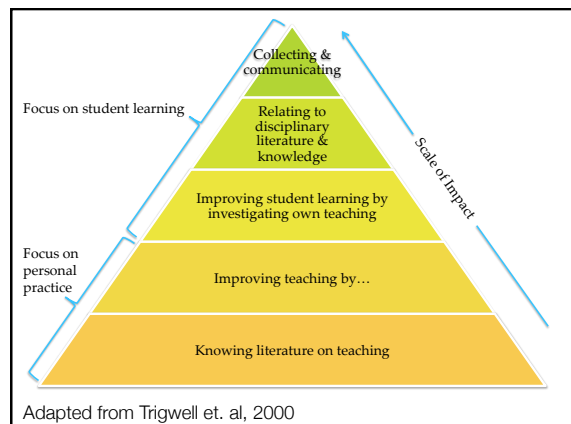 Collecting &
communicating
Focus on student learning
Relating to
disciplinary
literature &
knowledge
Scale of Impact
Improving student learning by
investigating own teaching
Focus on
personal
practice
Improving teaching by…
Knowing literature on teaching
Adapted from Trigwell et. al, 2000